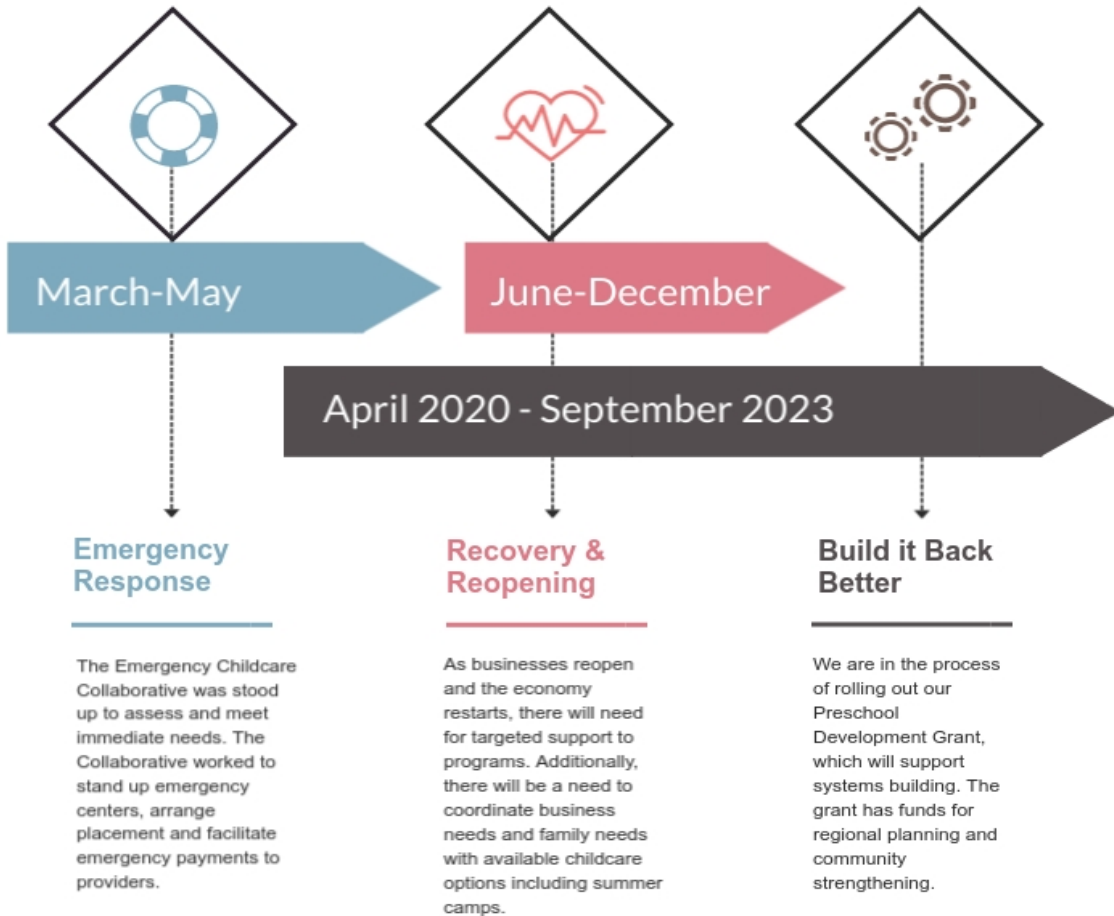 March-May
June-December
April 2020 - September 2023
Emergency
Response
The Emergency Childcare
Collaborative was stood
up to assess and meet
immediate needs. The
Collaborative worked to
stand up emergency
centers, arrange
placement and facilitate
emergency payments to
providers.
Recovery &
Reopening
As businesses reopen
and the economy
restarts, there will need
for targeted support to
programs. Additionally,
there will be a need to
coordinate business
needs and family needs
with available childcare
options including summer
camps.
Build it Back
Better
We are in the process
of rolling out our
Preschool
Development Grant,
which will support
systems building. The
grant has funds for
regional planning and
community
strengthening.